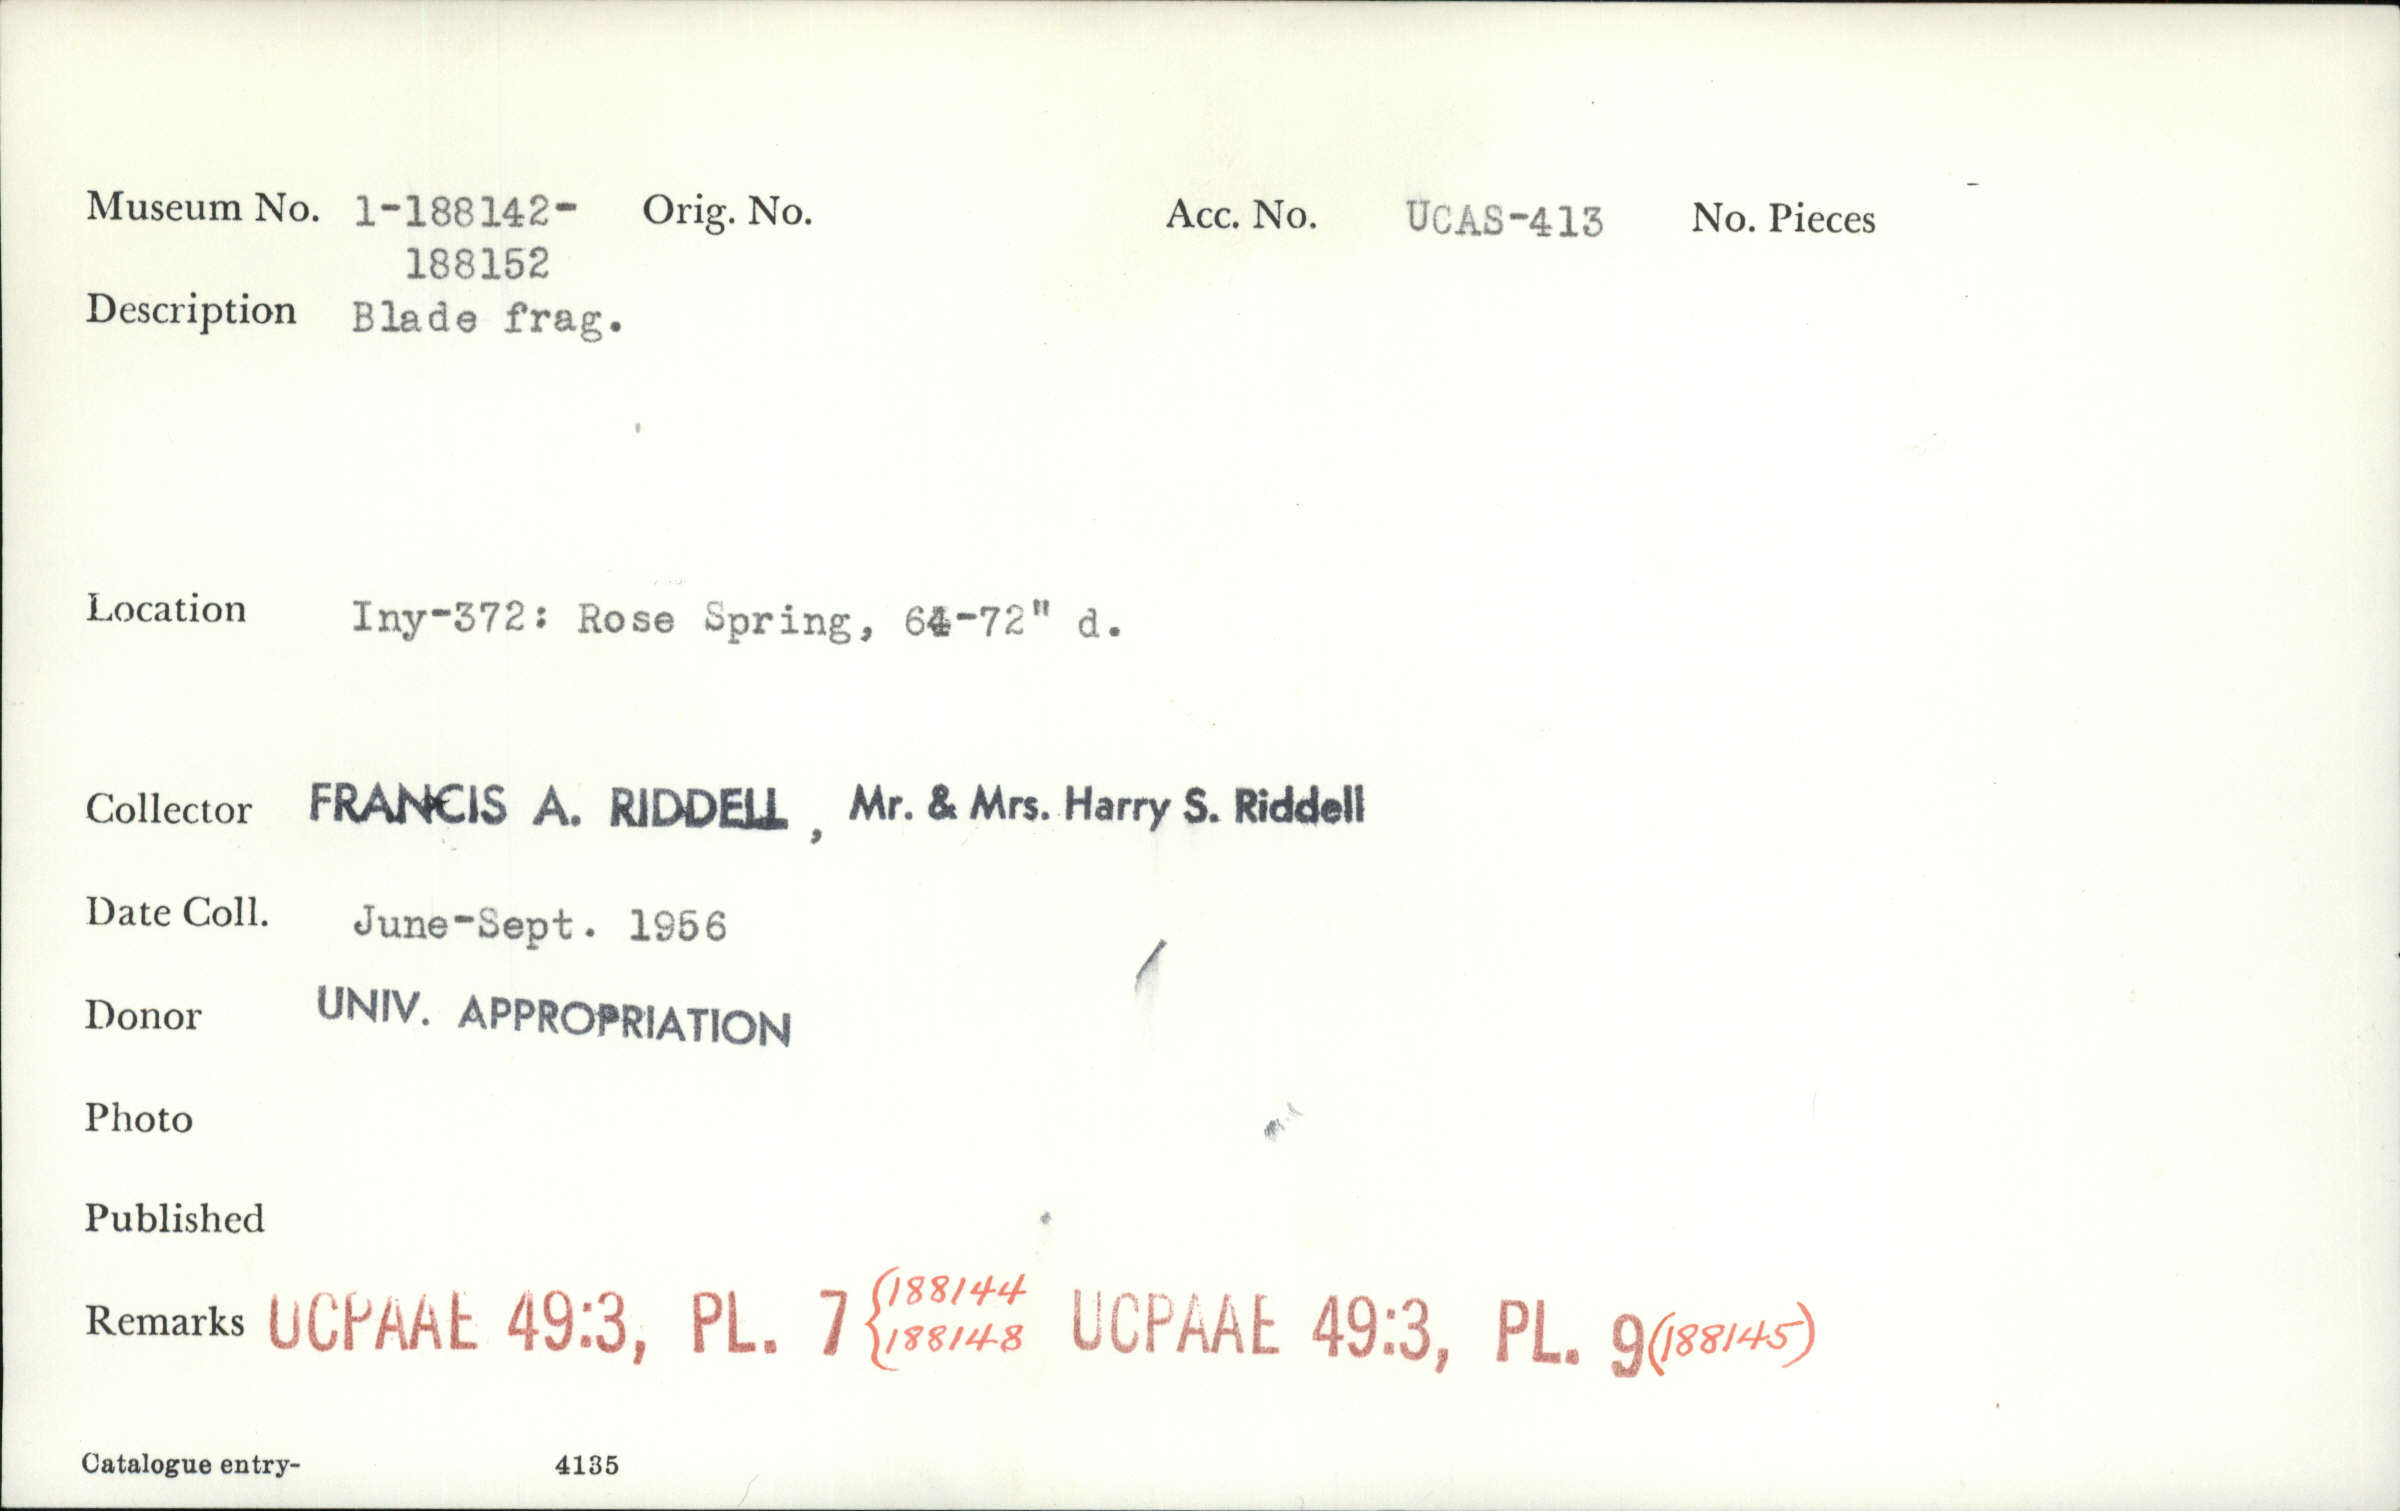 Museum No. 1-188142- Orig. No. Acc. No. UCAS-413 No. Pieces
188152
Description Blade frag.
Location Iny-372: Rose Spring, 64-72" d.
Collector FRANCIS A. RIDDELL, Mr. & Mrs. Harry S. Riddell
Date Coll. June-Sept. 1956
Donor UNIV. APPROPRIATION
Photo
Published
Remarks UCPAAE 49:3, PL. 7 {188144 188148 UCPAAE 49:3, PL. 9 (188145)
Catalogue entry- 4135